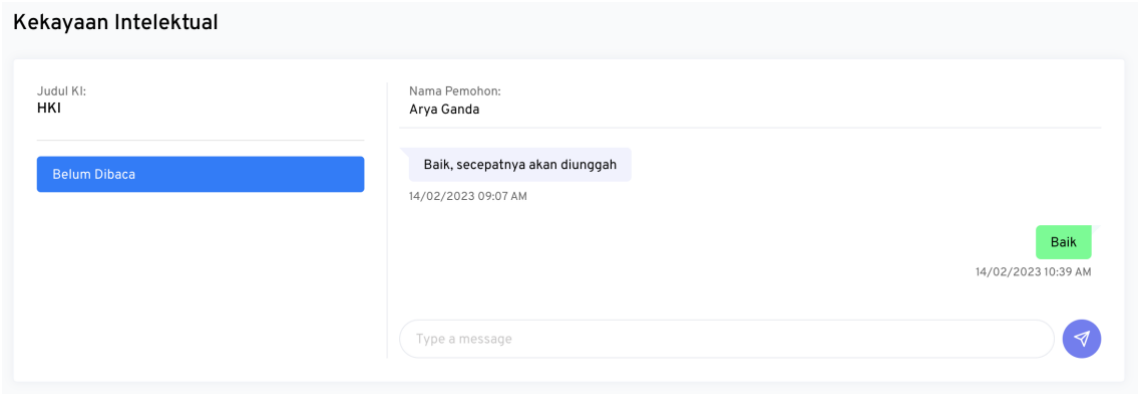 Kekayaan Intelektual
Judul KI:
HKI
Belum Dibaca
Nama Pemohon:
Arya Ganda
Baik, secepatnya akan diunggah
14/02/2023 09:07 AM
Baik
14/02/2023 10:39 AM
Type a message